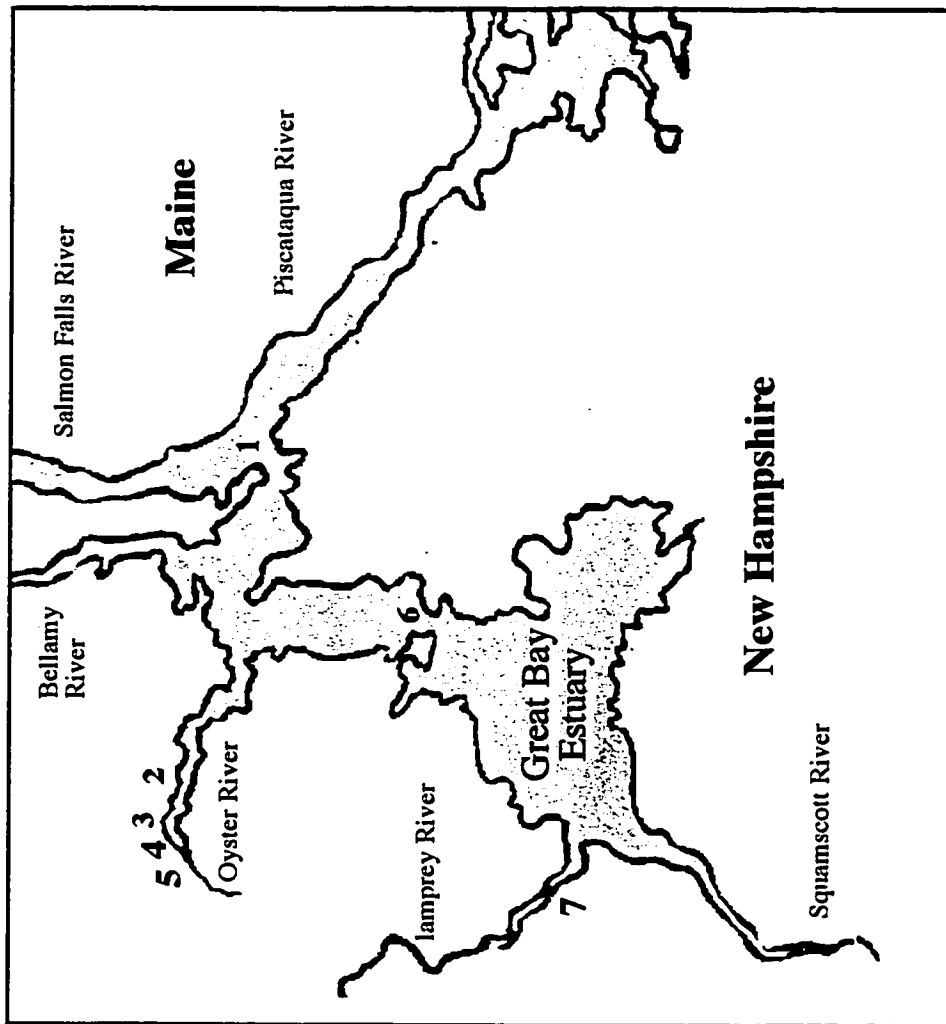 Salmon Falls River
Bellamy
River
Maine
5 4 3 2
Oyster River
1
Piscataqua River
6
lamprey River
Great Bay
Estuary
7
New Hampshire
Squamscott River